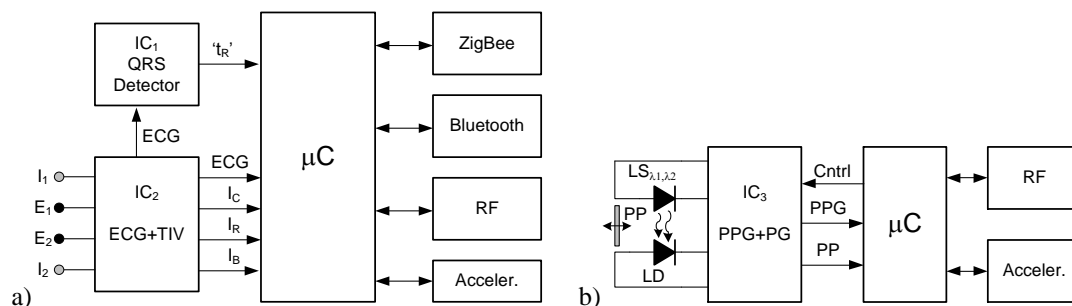 IC1
QRS
Detector
'tR'
ECG
I1
E1
E2
I2
IC2
ECG+TIV
ECG
IC
IR
IB
μC
ZigBee
Bluetooth
RF
Acceler.
a)
LSλ1,λ2
PP
LD
IC3
PPG+PG
Cntrl
PPG
PP
μC
RF
Acceler.
b)